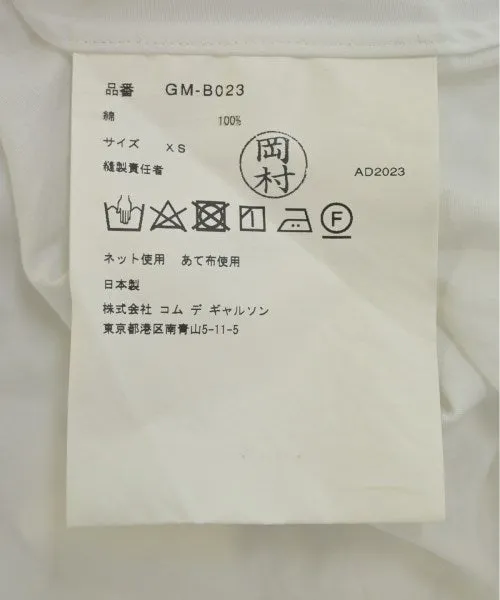 品番 GM-B023
綿 100%
サイズ XS
岡村
縫製責任者 AD2023
F
ネット使用 あて布使用
日本製
株式会社 コム デ ギャルソン
東京都港区南青山5-11-5